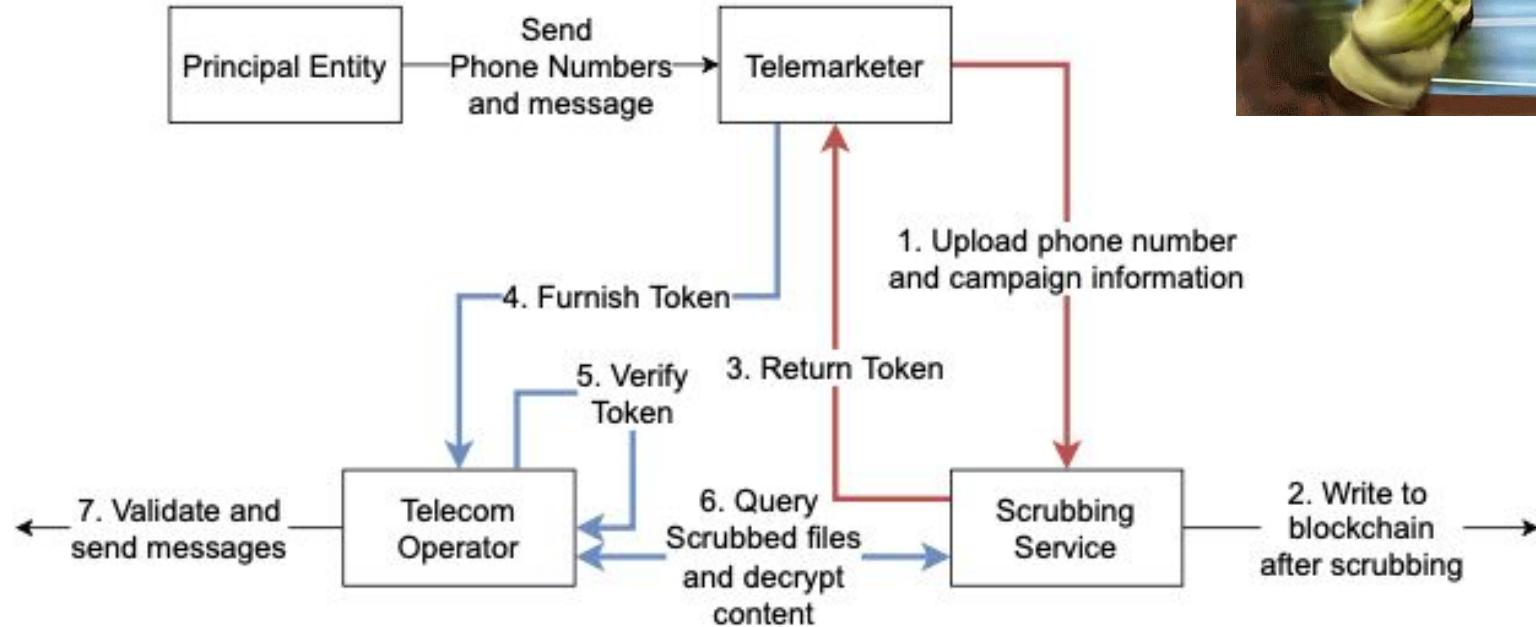 Principal Entity
Send
Phone Numbers
and message
Telemarketer
1. Upload phone number
and campaign information
4. Furnish Token
3. Return Token
5. Verify
Token
7. Validate and
send messages
Telecom
Operator
6. Query
Scrubbed files
and decrypt
content
Scrubbing
Service
2. Write to
blockchain
after scrubbing